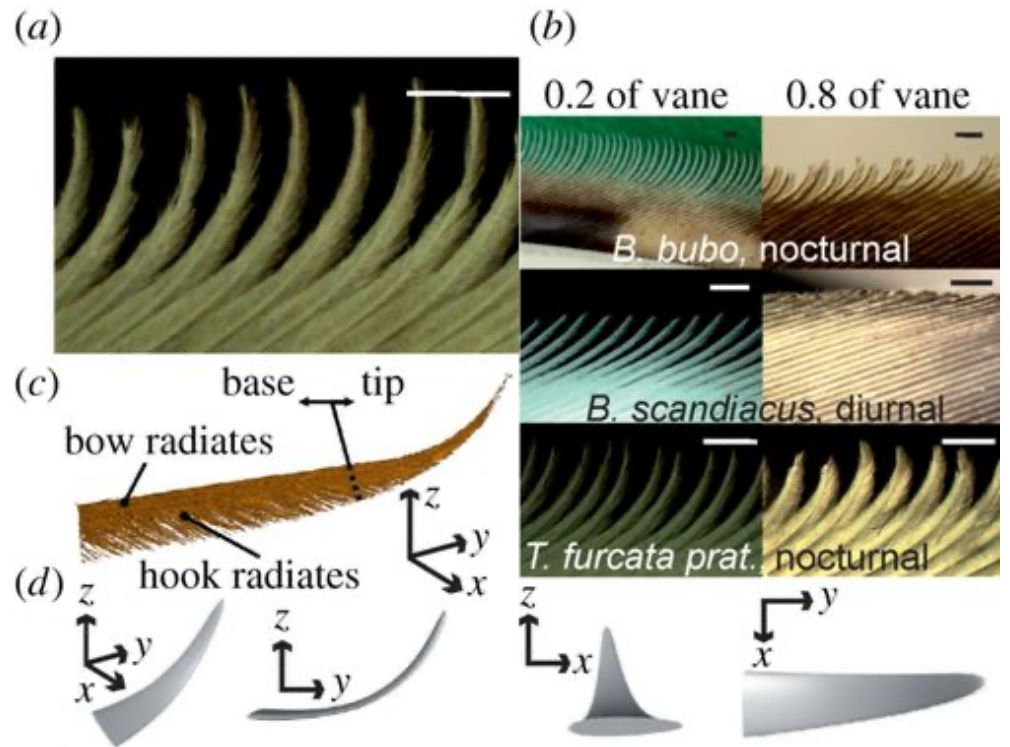 (a)
(b)
0.2 of vane 0.8 of vane
B. bubo, nocturnal
B. scandiacus, diurnal
T. furcata prat., nocturnal
(c)
base tip
bow radiates
hook radiates
z
y
x
(d)
z
y
x
z
y
z
x
y
x